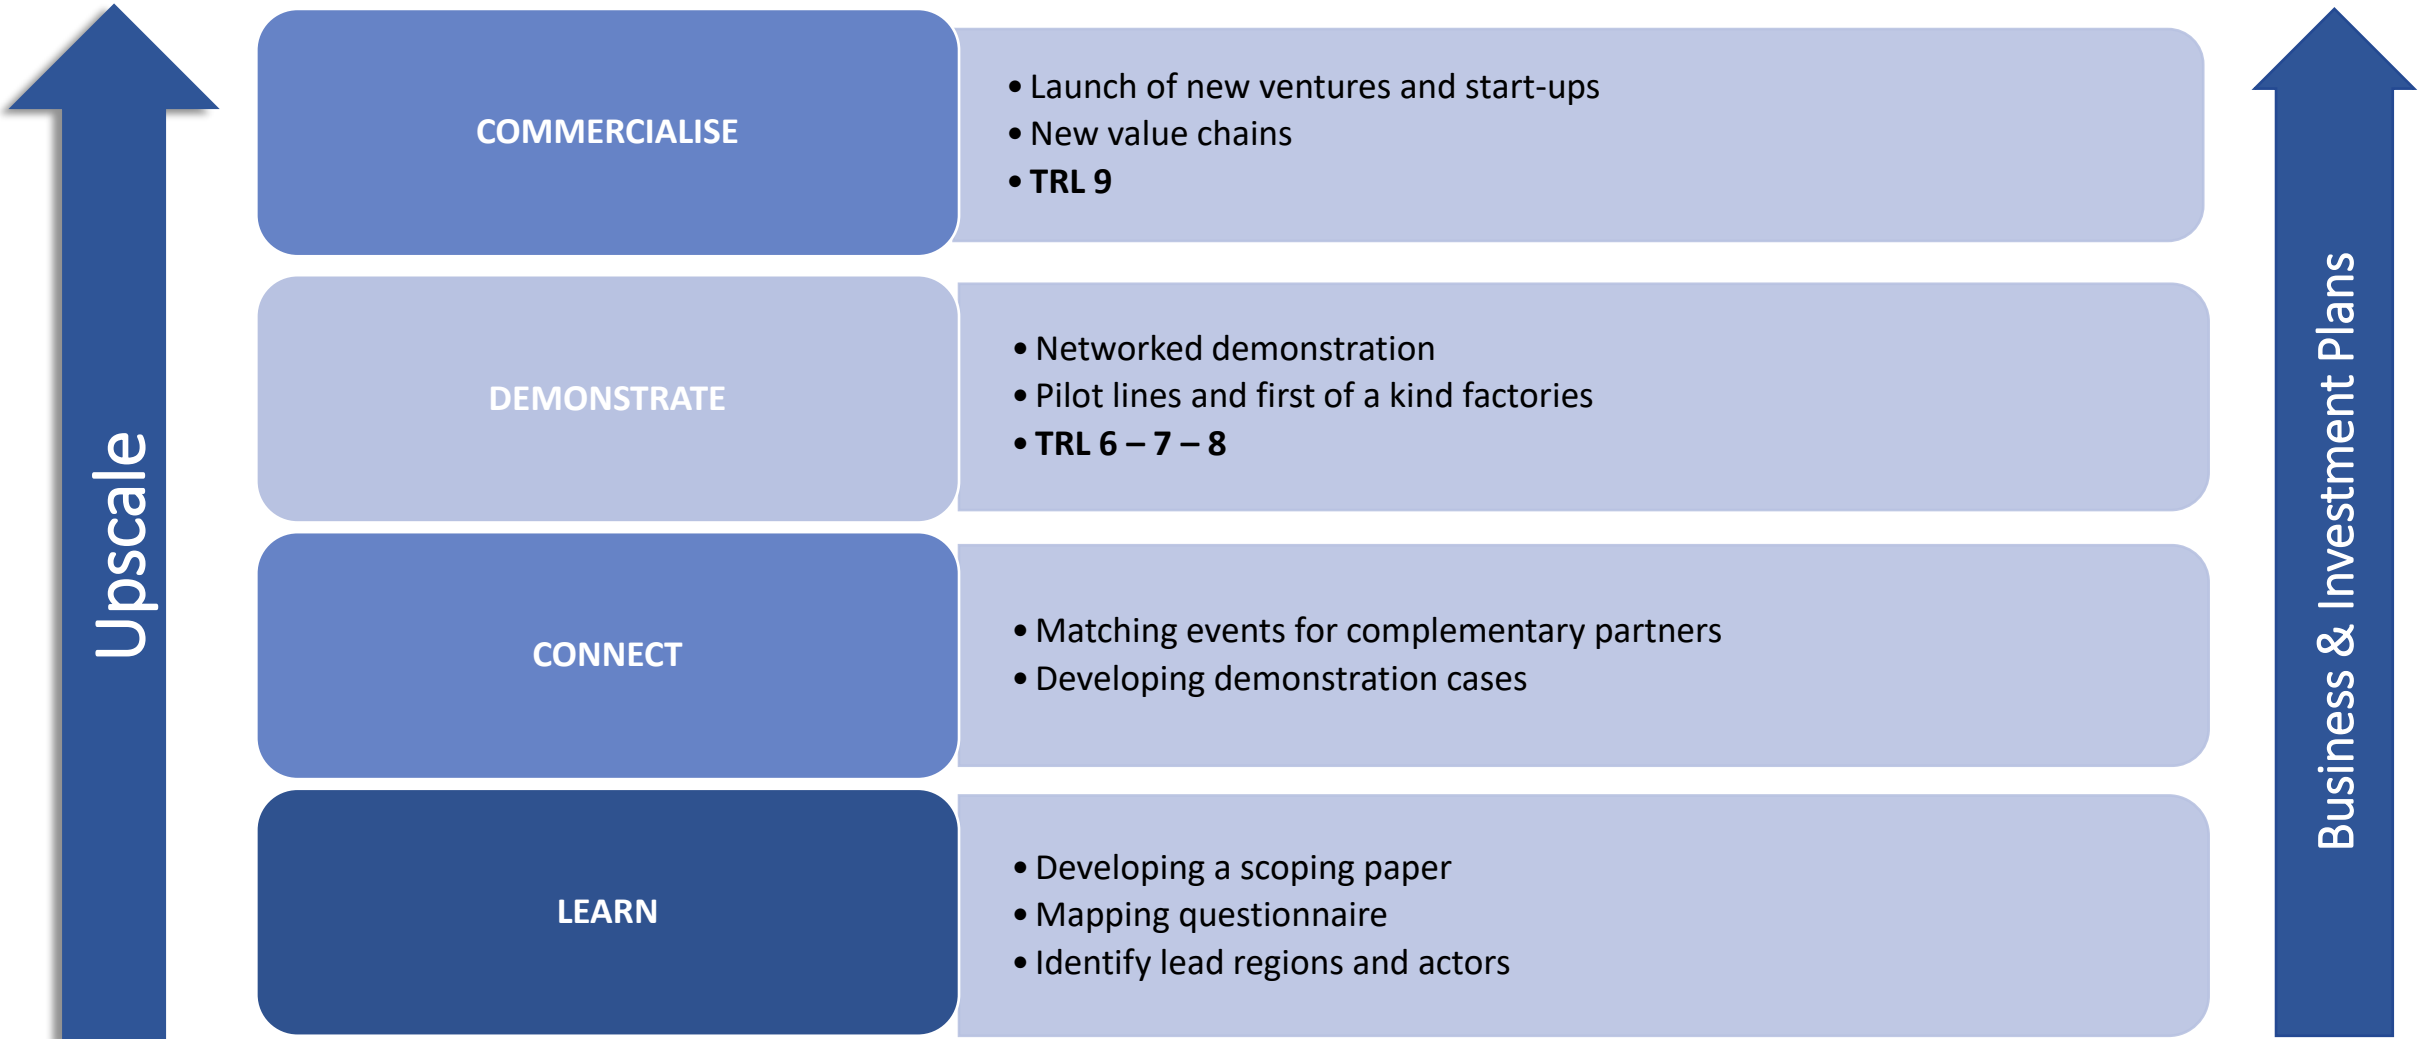 Upscale
COMMERCIALISE
• Launch of new ventures and start-ups
• New value chains
• TRL 9
DEMONSTRATE
• Networked demonstration
• Pilot lines and first of a kind factories
• TRL 6 – 7 – 8
CONNECT
• Matching events for complementary partners
• Developing demonstration cases
LEARN
• Developing a scoping paper
• Mapping questionnaire
• Identify lead regions and actors
Business & Investment Plans